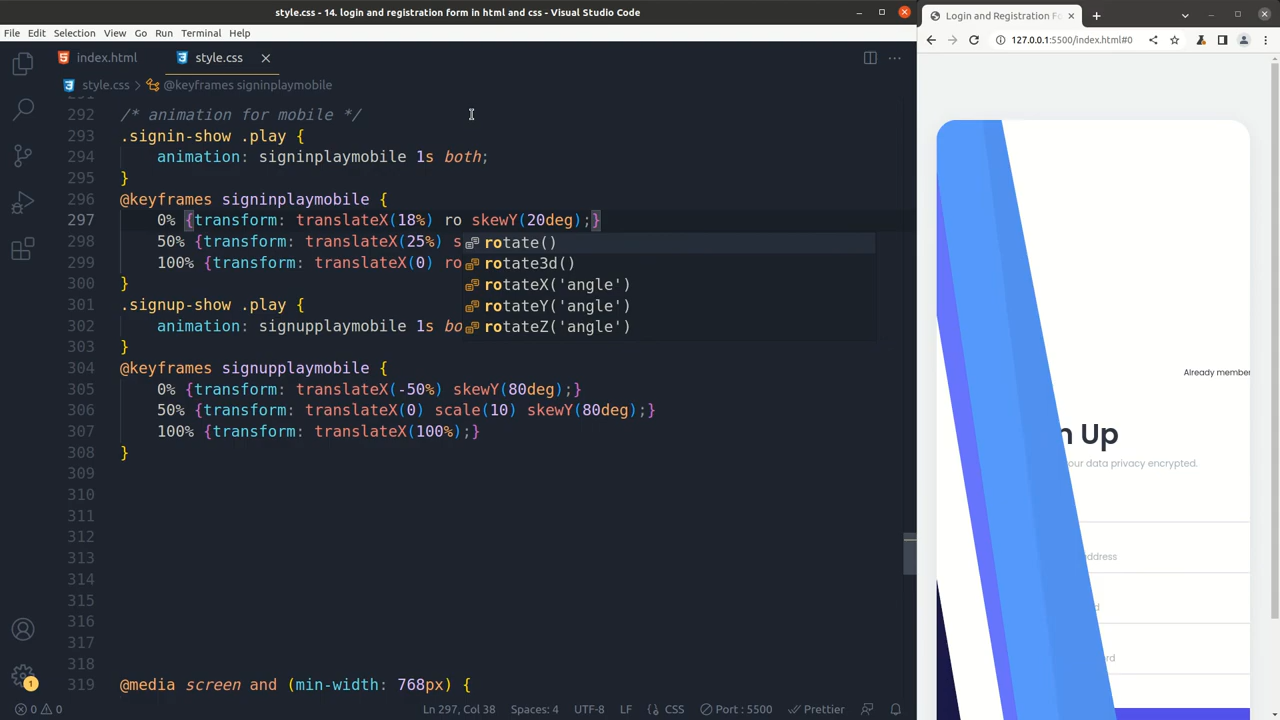 style.css - 14. login and registration form in html and css - Visual Studio Code
File Edit Selection View Go Run Terminal Help
index.html
style.css
style.css > @keyframes signinplaymobile
292 /* animation for mobile */
293 .signin-show .play {
294 animation: signinplaymobile 1s both;
295 }
296 @keyframes signinplaymobile {
297 0% {transform: translateX(18%) ro skewY(20deg);}
298 50% {transform: translateX(25%) s
299 100% {transform: translateX(0) ro
300 }
301 .signup-show .play {
302 animation: signupplaymobile 1s bo
303 }
304 @keyframes signupplaymobile {
305 0% {transform: translateX(-50%) skewY(80deg);}
306 50% {transform: translateX(0) scale(10) skewY(80deg);}
307 100% {transform: translateX(100%);}
308 }
309
310
311
312
313
314
315
316
317
318
319 @media screen and (min-width: 768px) {
rotate()
rotate3d()
rotateX('angle')
rotateY('angle')
rotateZ('angle')
1
0 0
Ln 297, Col 38
Spaces: 4
UTF-8
LF
CSS
Port : 5500
Prettier
Login and Registration Fo
127.0.0.1:5500/index.html#0
Already member
n Up
our data privacy encrypted.
address
d
ord